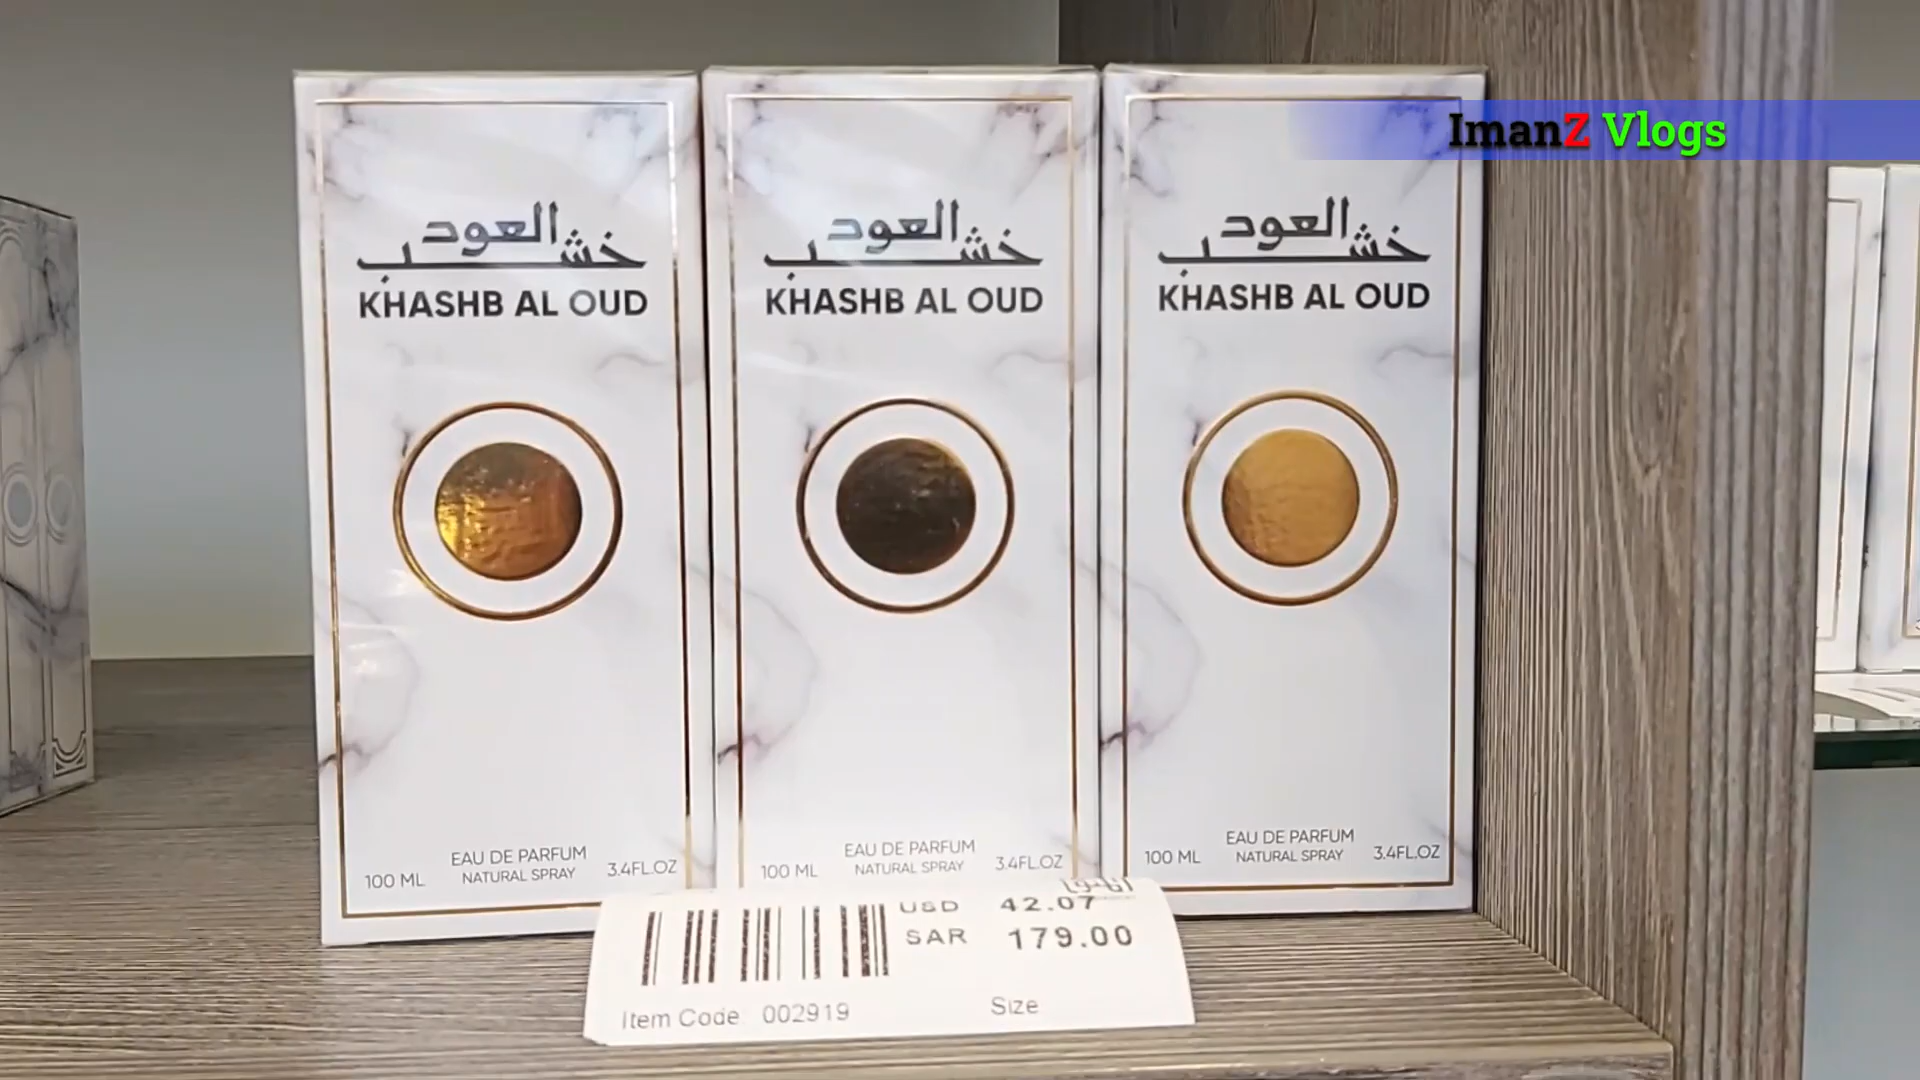 ImanZ Vlogs
خشب العود
KHASHB AL OUD
EAU DE PARFUM
NATURAL SPRAY
100 ML
3.4FL.OZ
خشب العود
KHASHB AL OUD
EAU DE PARFUM
NATURAL SPRAY
100 ML
3.4FL.OZ
خشب العود
KHASHB AL OUD
EAU DE PARFUM
NATURAL SPRAY
100 ML
3.4FL.OZ
USD 42.07
SAR 179.00
Item Code 002919 Size